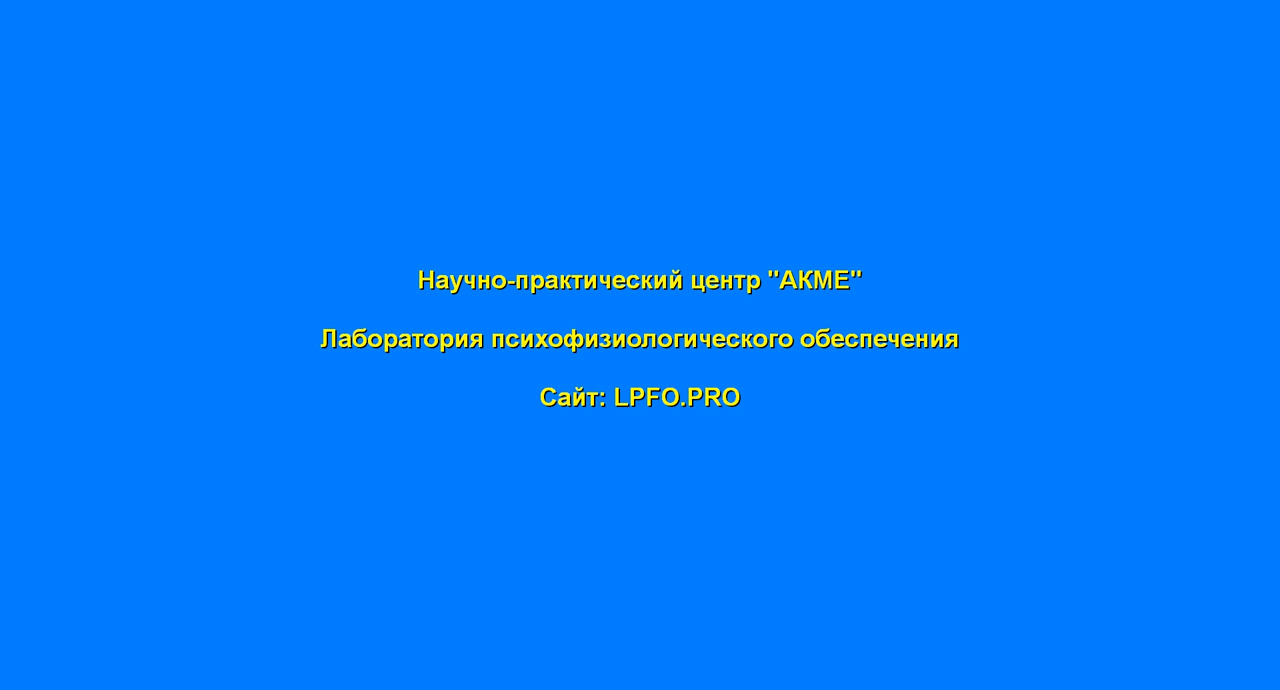 Научно-практический центр "АКМЕ"
Лаборатория психофизиологического обеспечения
Сайт: LPFO.PRO